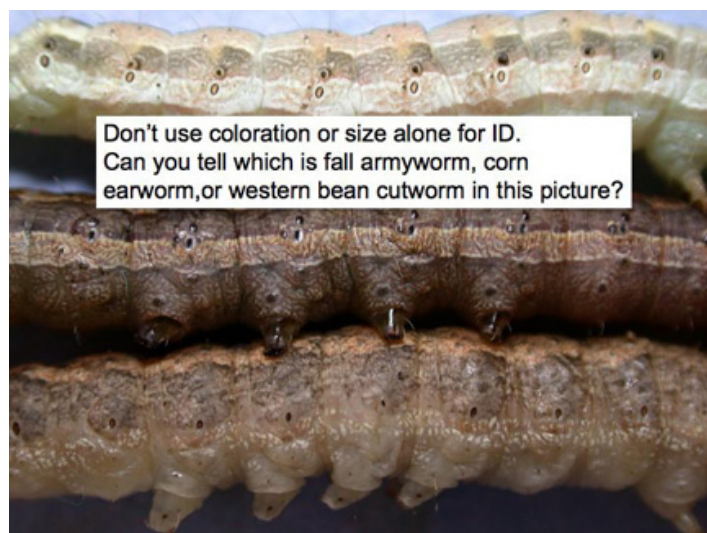 Don't use coloration or size alone for ID.
Can you tell which is fall armyworm, corn
earworm,or western bean cutworm in this picture?